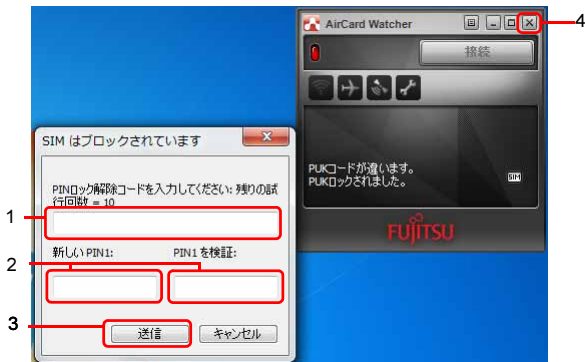 AirCard Watcher
4
接続
SIM はブロックされています
PUKコードが違います。
PUKロックされました。
SIM
PINロック解除コードを入力してください: 残りの試
行回数 = 10
1
FUJITSU
新しい PIN1:
PIN1 を検証:
2
3
送信
キャンセル